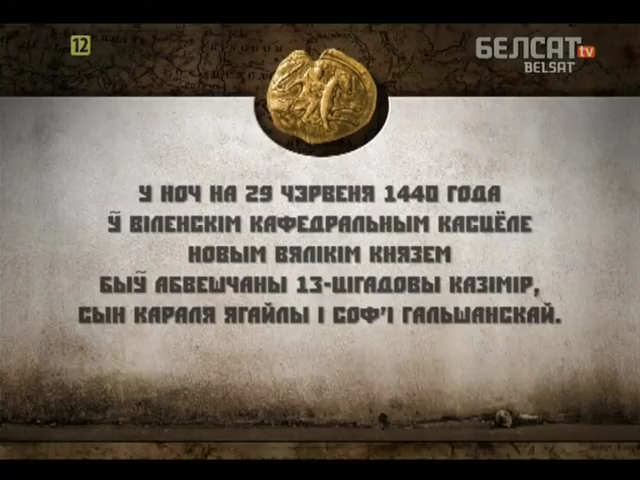 12
БЕЛСАТ tv
BELSAT
У НОЧ НА 29 ЧЭРВЕНЯ 1440 ГОДА
Ў ВІЛЕНСКІМ КАФЕДРАЛЬНЫМ КАСЦЁЛЕ
НОВЫМ ВЯЛІКІМ КНЯЗЕМ
БЫЎ АБВЕШЧАНЫ 13-ЦІГАДОВЫ КАЗІМІР,
СЫН КАРАЛЯ ЯГАЙЛЫ І СОФ'І ГАЛЬШАНСКАЙ.